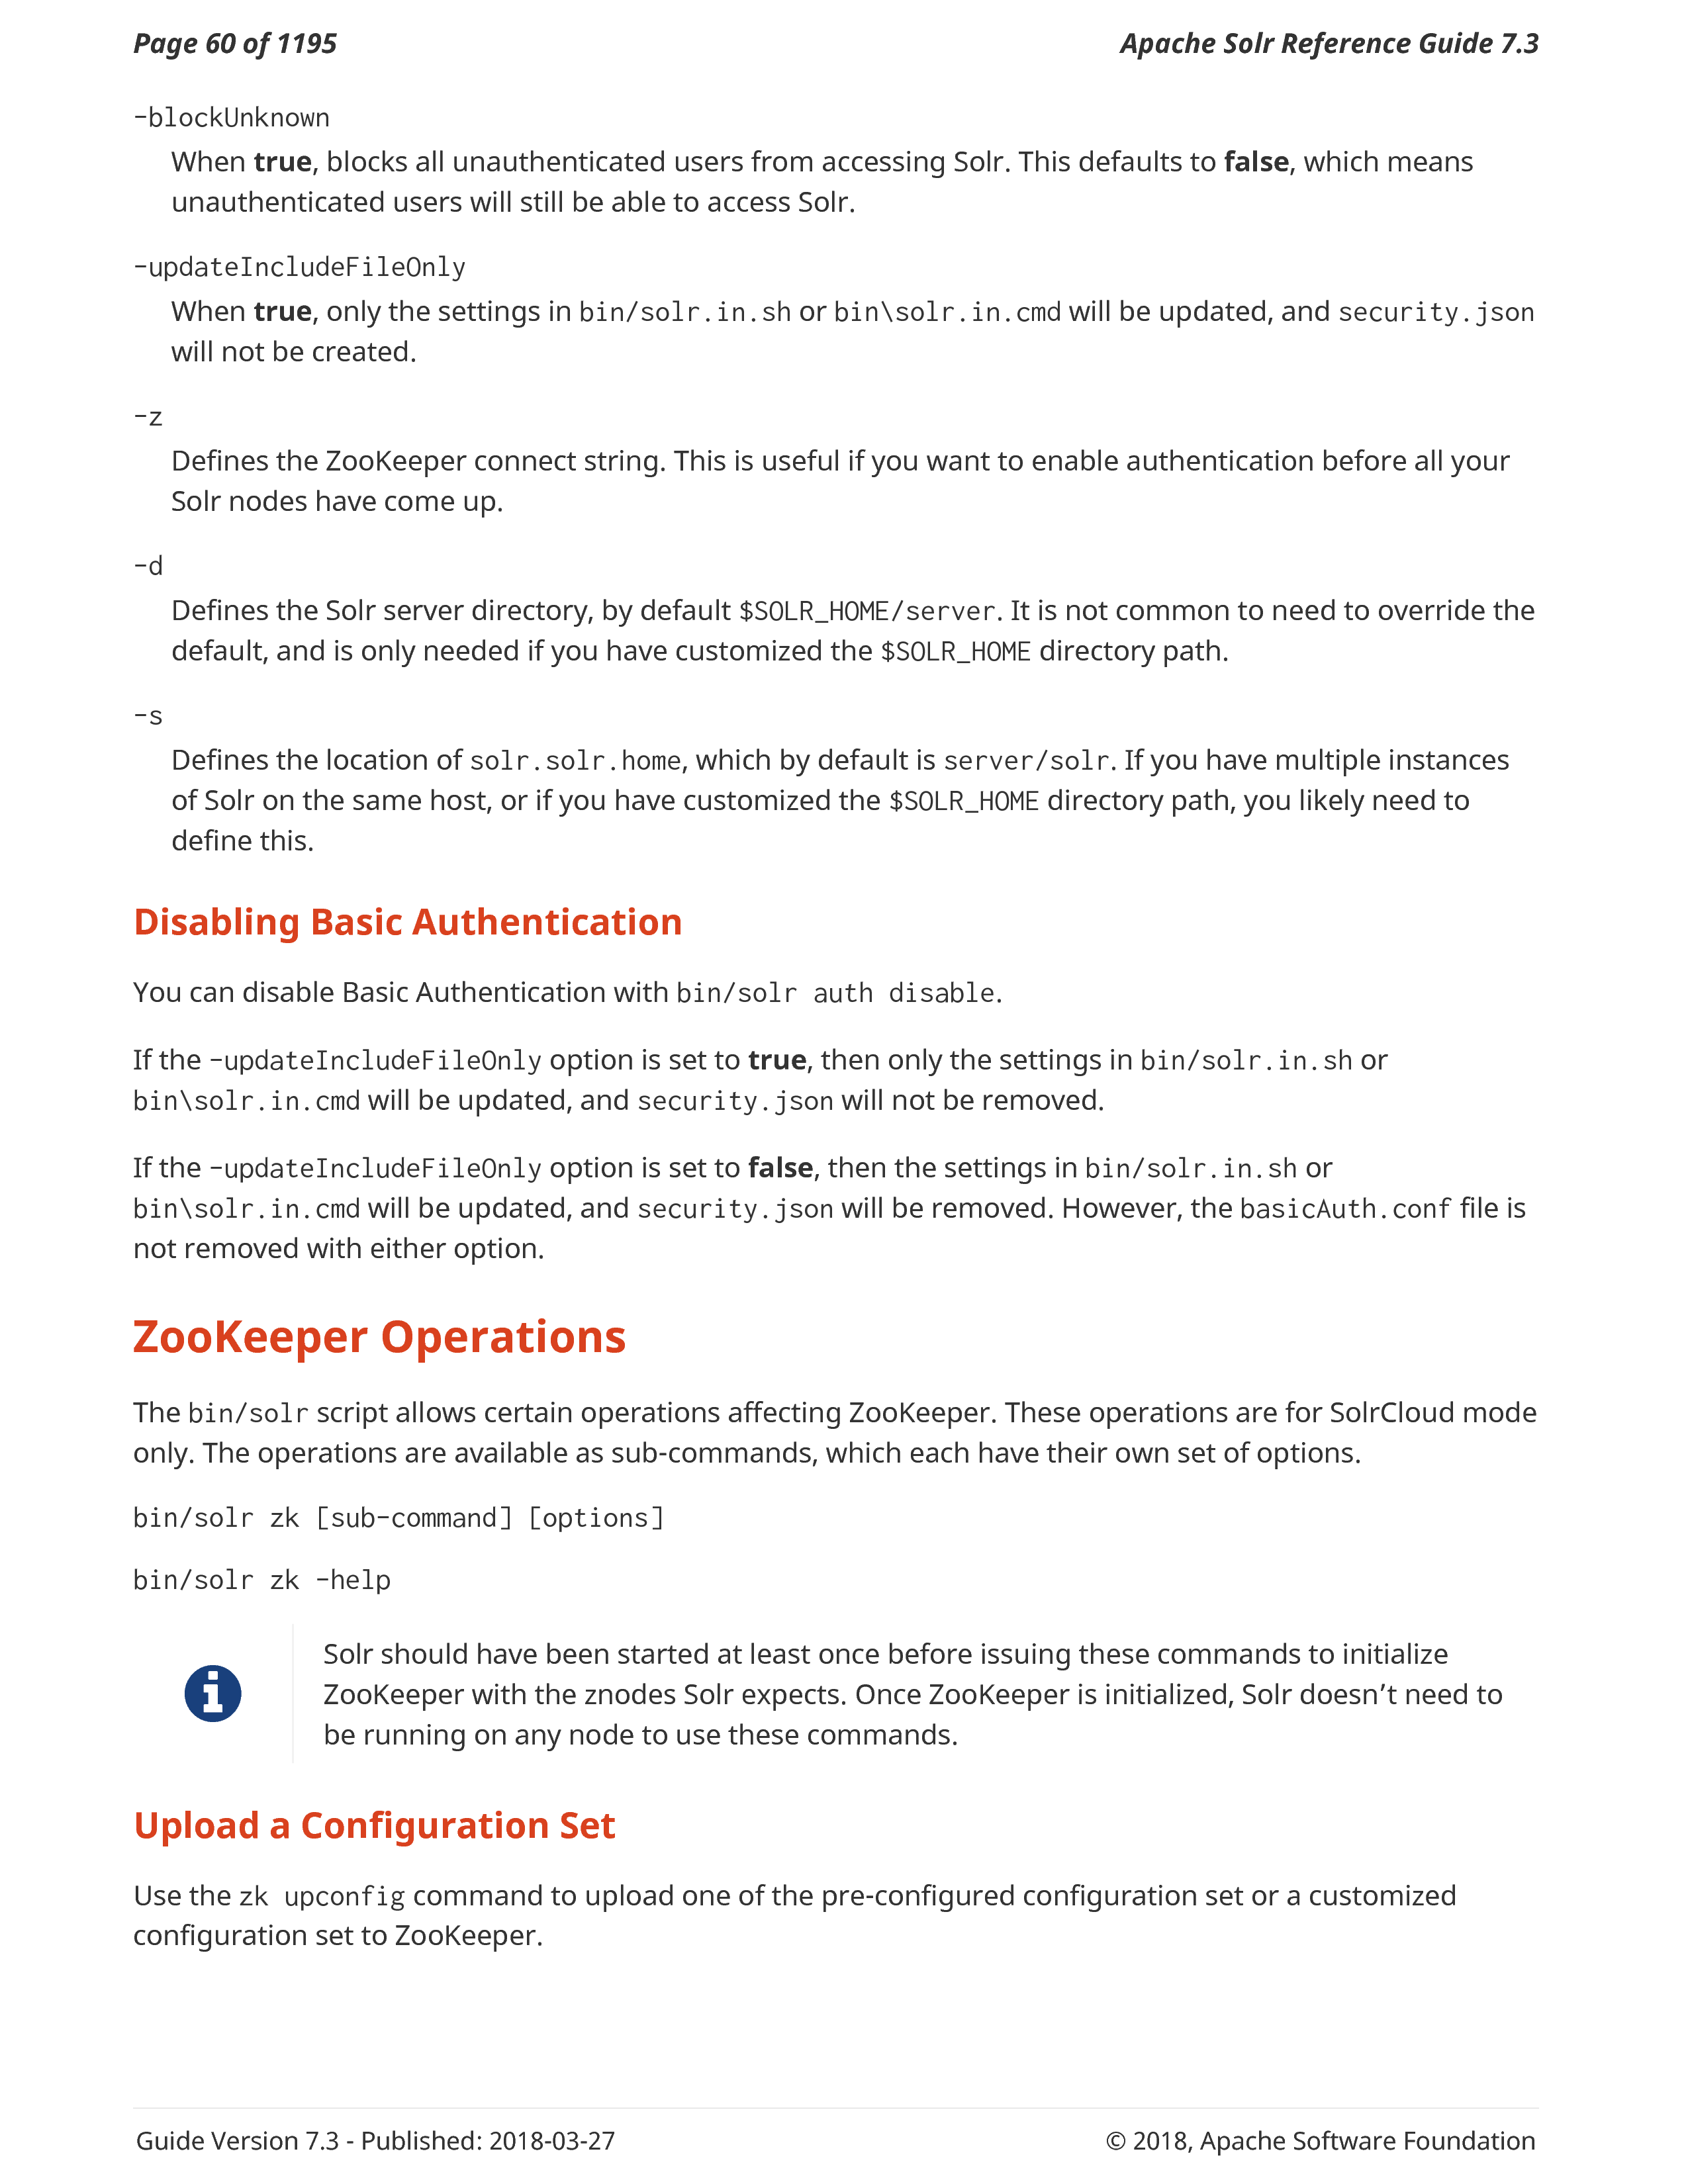 Page 60 of 1195
Apache Solr Reference Guide 7.3
-blockUnknown
When true, blocks all unauthenticated users from accessing Solr. This defaults to false, which means
unauthenticated users will still be able to access Solr.
-updateIncludeFileOnly
When true, only the settings in bin/solr.in.sh or bin\solr.in.cmd will be updated, and security.json
will not be created.
-z
Defines the ZooKeeper connect string. This is useful if you want to enable authentication before all your
Solr nodes have come up.
-d
Defines the Solr server directory, by default $SOLR_HOME/server. It is not common to need to override the
default, and is only needed if you have customized the $SOLR_HOME directory path.
-s
Defines the location of solr.solr.home, which by default is server/solr. If you have multiple instances
of Solr on the same host, or if you have customized the $SOLR_HOME directory path, you likely need to
define this.
Disabling Basic Authentication
You can disable Basic Authentication with bin/solr auth disable.
If the -updateIncludeFileOnly option is set to true, then only the settings in bin/solr.in.sh or
bin\solr.in.cmd will be updated, and security.json will not be removed.
If the -updateIncludeFileOnly option is set to false, then the settings in bin/solr.in.sh or
bin\solr.in.cmd will be updated, and security.json will be removed. However, the basicAuth.conf file is
not removed with either option.
ZooKeeper Operations
The bin/solr script allows certain operations affecting ZooKeeper. These operations are for SolrCloud mode
only. The operations are available as sub-commands, which each have their own set of options.
bin/solr zk [sub-command] [options]
bin/solr zk -help
Solr should have been started at least once before issuing these commands to initialize
ZooKeeper with the znodes Solr expects. Once ZooKeeper is initialized, Solr doesn’t need to
be running on any node to use these commands.
Upload a Configuration Set
Use the zk upconfig command to upload one of the pre-configured configuration set or a customized
configuration set to ZooKeeper.
Guide Version 7.3 - Published: 2018-03-27
© 2018, Apache Software Foundation